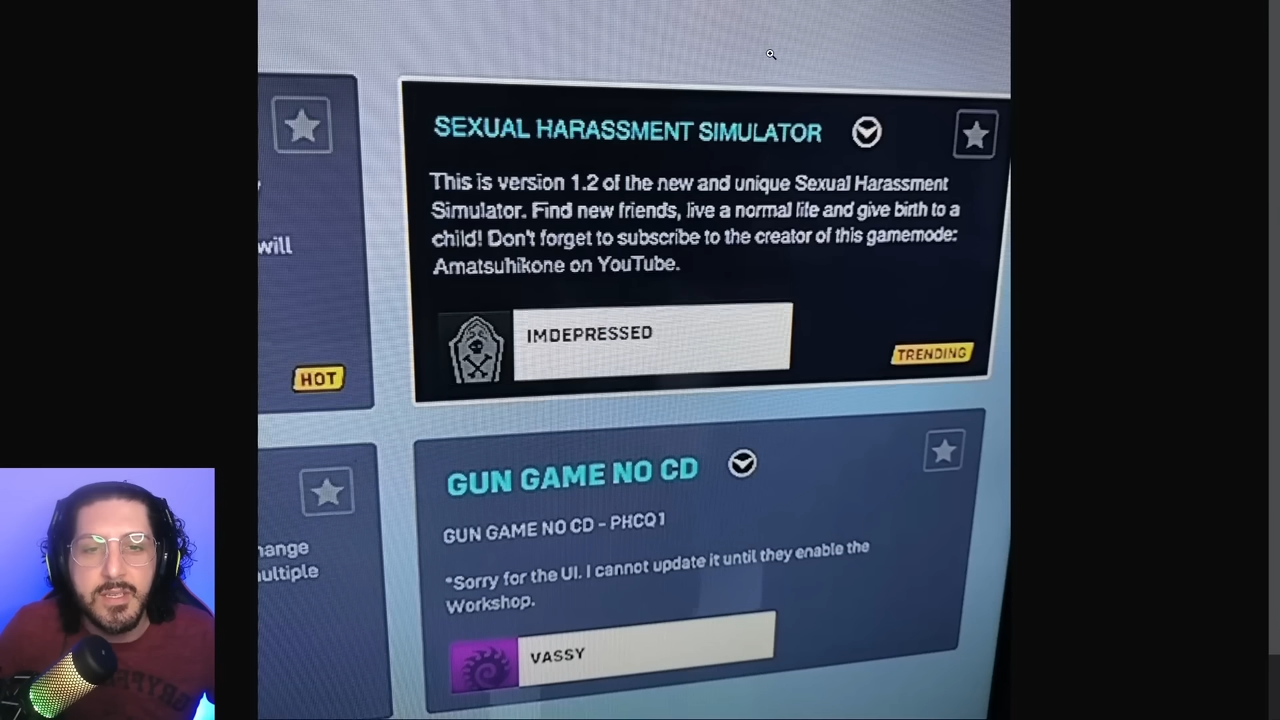 will
HOT
SEXUAL HARASSMENT SIMULATOR
This is version 1.2 of the new and unique Sexual Harassment
Simulator. Find new friends, live a normal life and give birth to a
child! Don't forget to subscribe to the creator of this gamemode:
Amatsuhikone on YouTube.
IMDEPRESSED
TRENDING
GUN GAME NO CD
GUN GAME NO CD - PHCQ1
*Sorry for the UI. I cannot update it until they enable the
Workshop.
VASSY